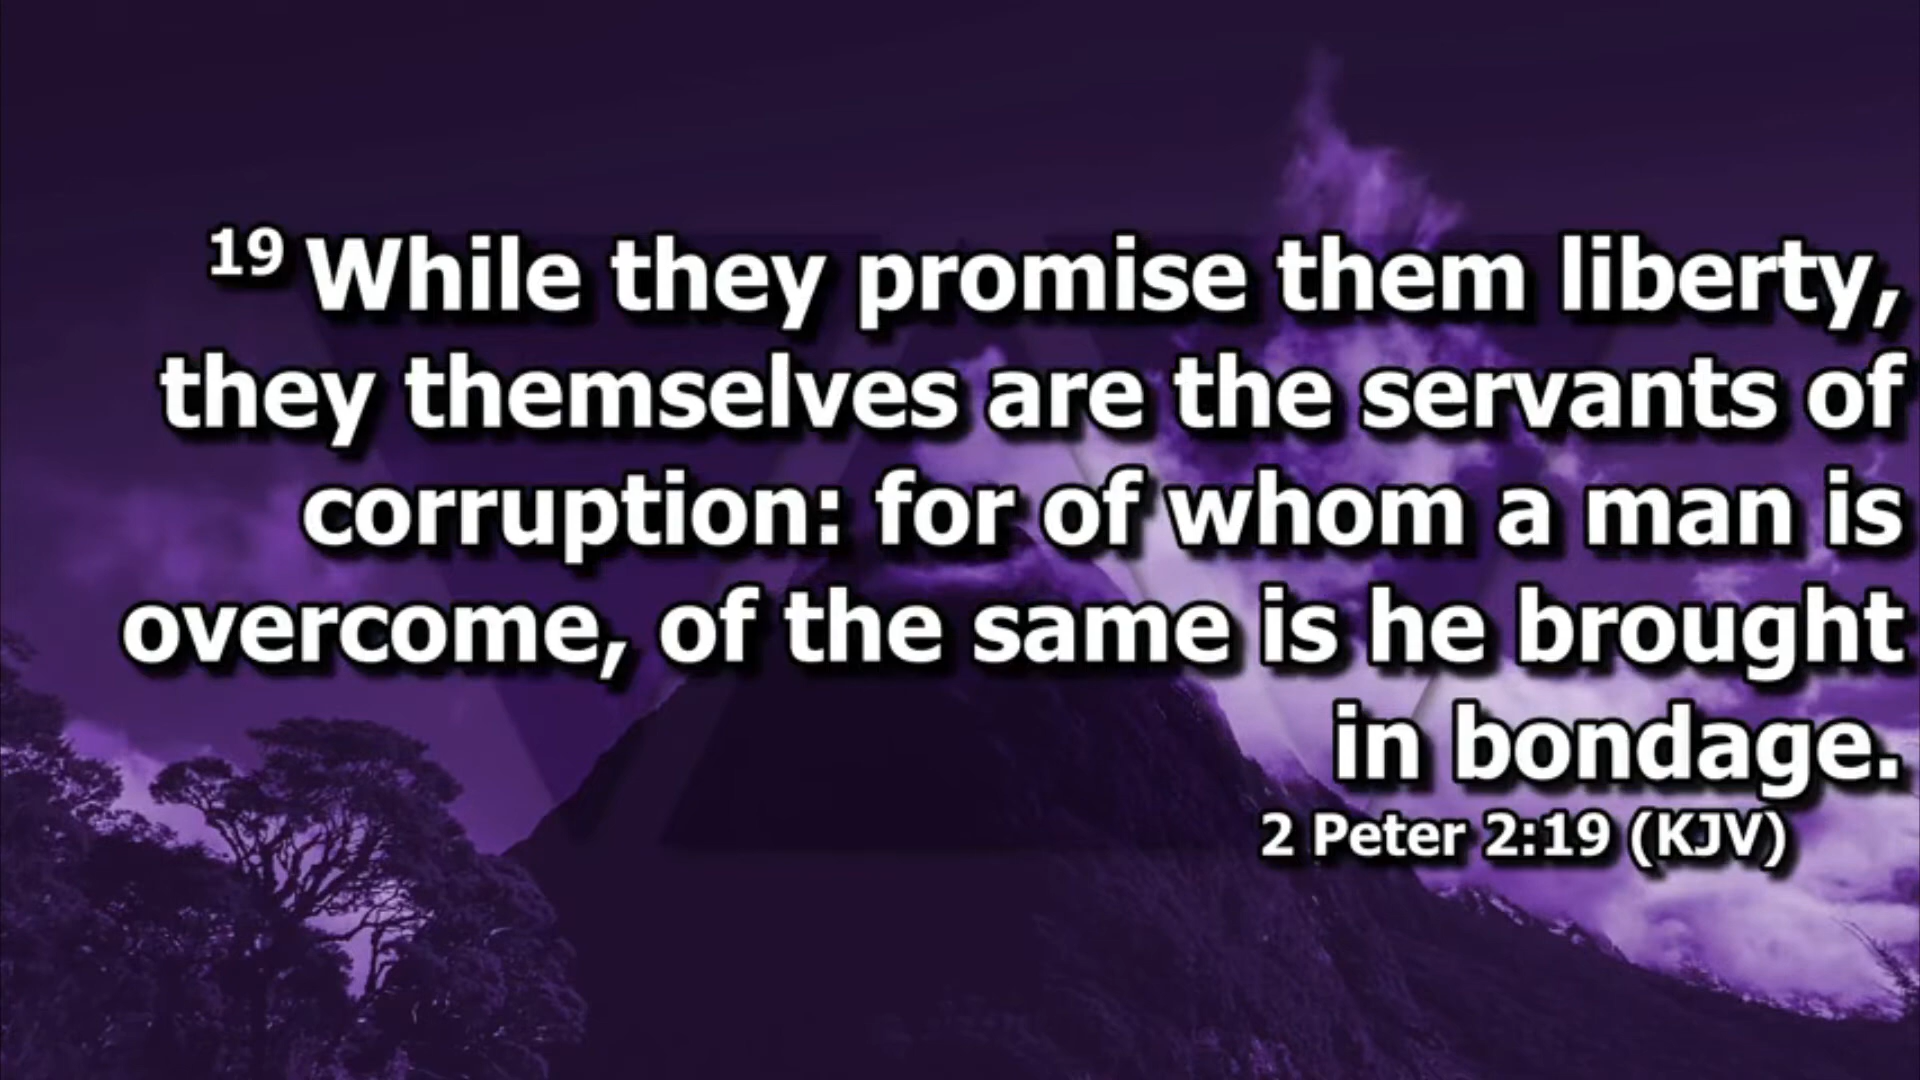 19 While they promise them liberty,
they themselves are the servants of
corruption: for of whom a man is
overcome, of the same is he brought
in bondage.
2 Peter 2:19 (KJV)